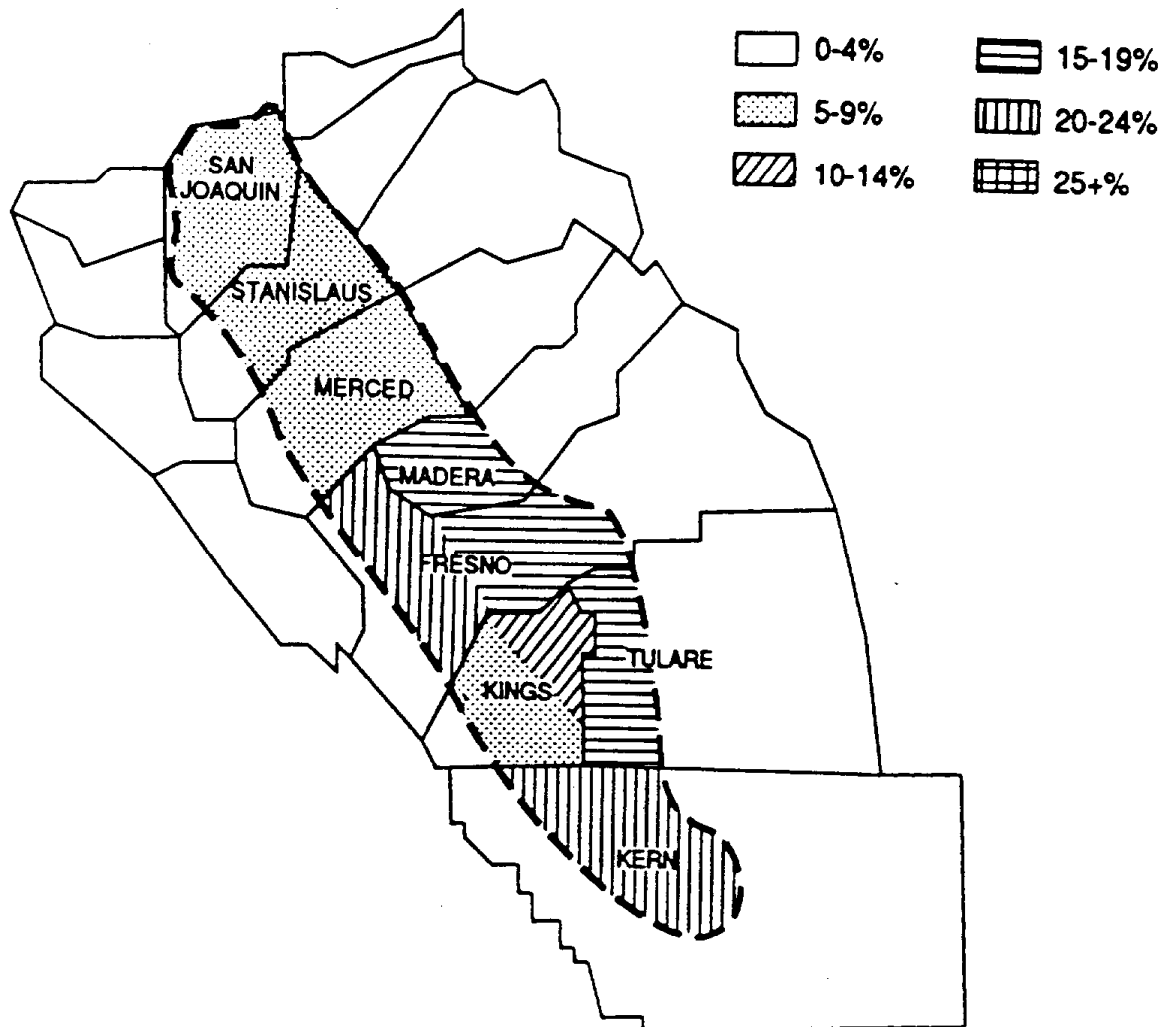 0-4%
5-9%
10-14%
15-19%
20-24%
25+%
SAN
JOAQUIN
STANISLAUS
MERCED
MADERA
FRESNO
TULARE
KINGS
KERN